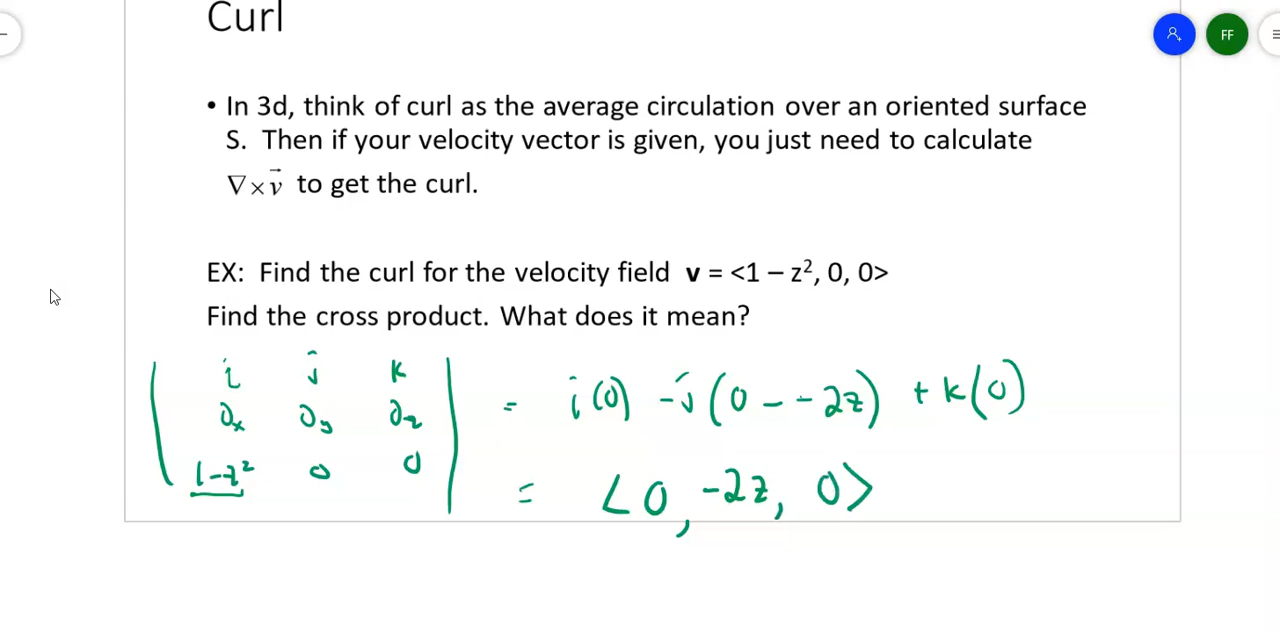 Curl
FF
• In 3d, think of curl as the average circulation over an oriented surface
S. Then if your velocity vector is given, you just need to calculate
∇×v⃗ to get the curl.
EX: Find the curl for the velocity field v = <1 – z², 0, 0>
Find the cross product. What does it mean?
| i j k | = i(0) -j(0 - -2z) + k(0)
| ∂x ∂y ∂z |
| 1-z² 0 0 |
= <0, -2z, 0>